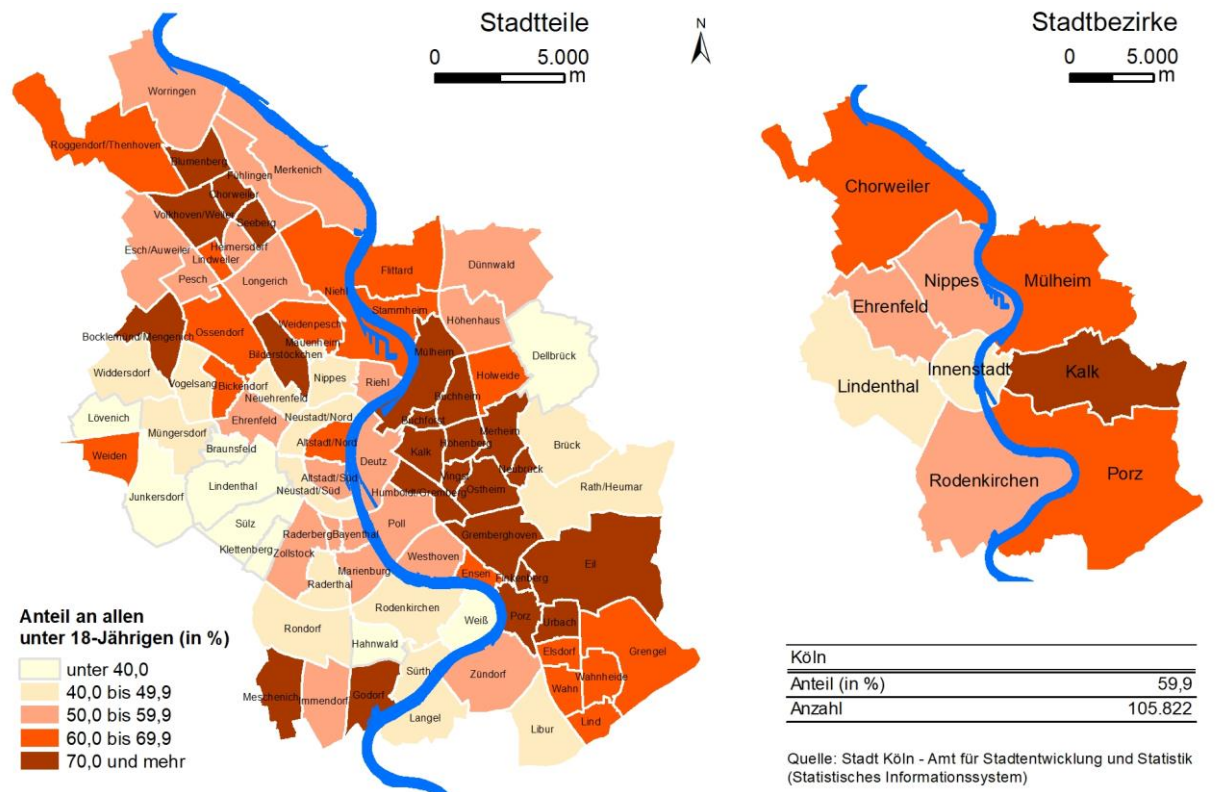 Stadtteile
0 5.000
m
N
Worringen
Roggendorf/Thenhoven
Blumenberg
Fühlingen
Merkenich
Chorweiler
Volkhoven/Weiler
Seeberg
Esch/Auweiler
Heimersdorf
Lindweiler
Pesch
Longerich
Niehl
Flittard
Dünnwald
Stammheim
Höhenhaus
Bocklemünd/Mengenich
Ossendorf
Weidenpesch
Mauenheim
Bilderstöckchen
Mülheim
Dellbrück
Widdersdorf
Vogelsang
Bickendorf
Nippes
Riehl
Holweide
Neuehrenfeld
Buchheim
Lövenich
Ehrenfeld
Neustadt/Nord
Buchforst
Müngersdorf
Altstadt/Nord
Höhenberg
Merheim
Brück
Weiden
Braunsfeld
Kalk
Deutz
Neubrück
Vingst
Junkersdorf
Lindenthal
Altstadt/Süd
Neustadt/Süd
Humboldt/Gremberg
Ostheim
Rath/Heumar
Sülz
Raderberg
Bayenthal
Poll
Gremberghoven
Klettenberg
Zollstock
Westhoven
Raderthal
Marienburg
Ensen
Finkenberg
Eil
Rodenkirchen
Weiß
Porz
Urbach
Rondorf
Hahnwald
Elsdorf
Grengel
Sürth
Zündorf
Wahnheide
Meschenich
Immendorf
Godorf
Wahn
Langel
Libur
Lind
Anteil an allen
unter 18-Jährigen (in %)
unter 40,0
40,0 bis 49,9
50,0 bis 59,9
60,0 bis 69,9
70,0 und mehr
Stadtbezirke
0 5.000
m
Chorweiler
Nippes
Mülheim
Ehrenfeld
Lindenthal
Innenstadt
Kalk
Rodenkirchen
Porz
Köln
Anteil (in %) 59,9
Anzahl 105.822
Quelle: Stadt Köln - Amt für Stadtentwicklung und Statistik
(Statistisches Informationssystem)